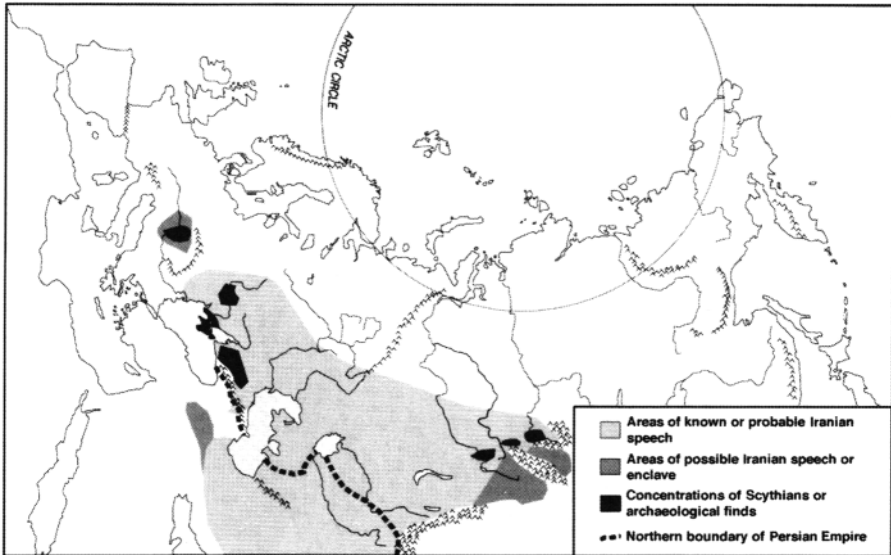 ARCTIC CIRCLE
Areas of known or probable Iranian
speech
Areas of possible Iranian speech or
enclave
Concentrations of Scythians or
archaeological finds
Northern boundary of Persian Empire